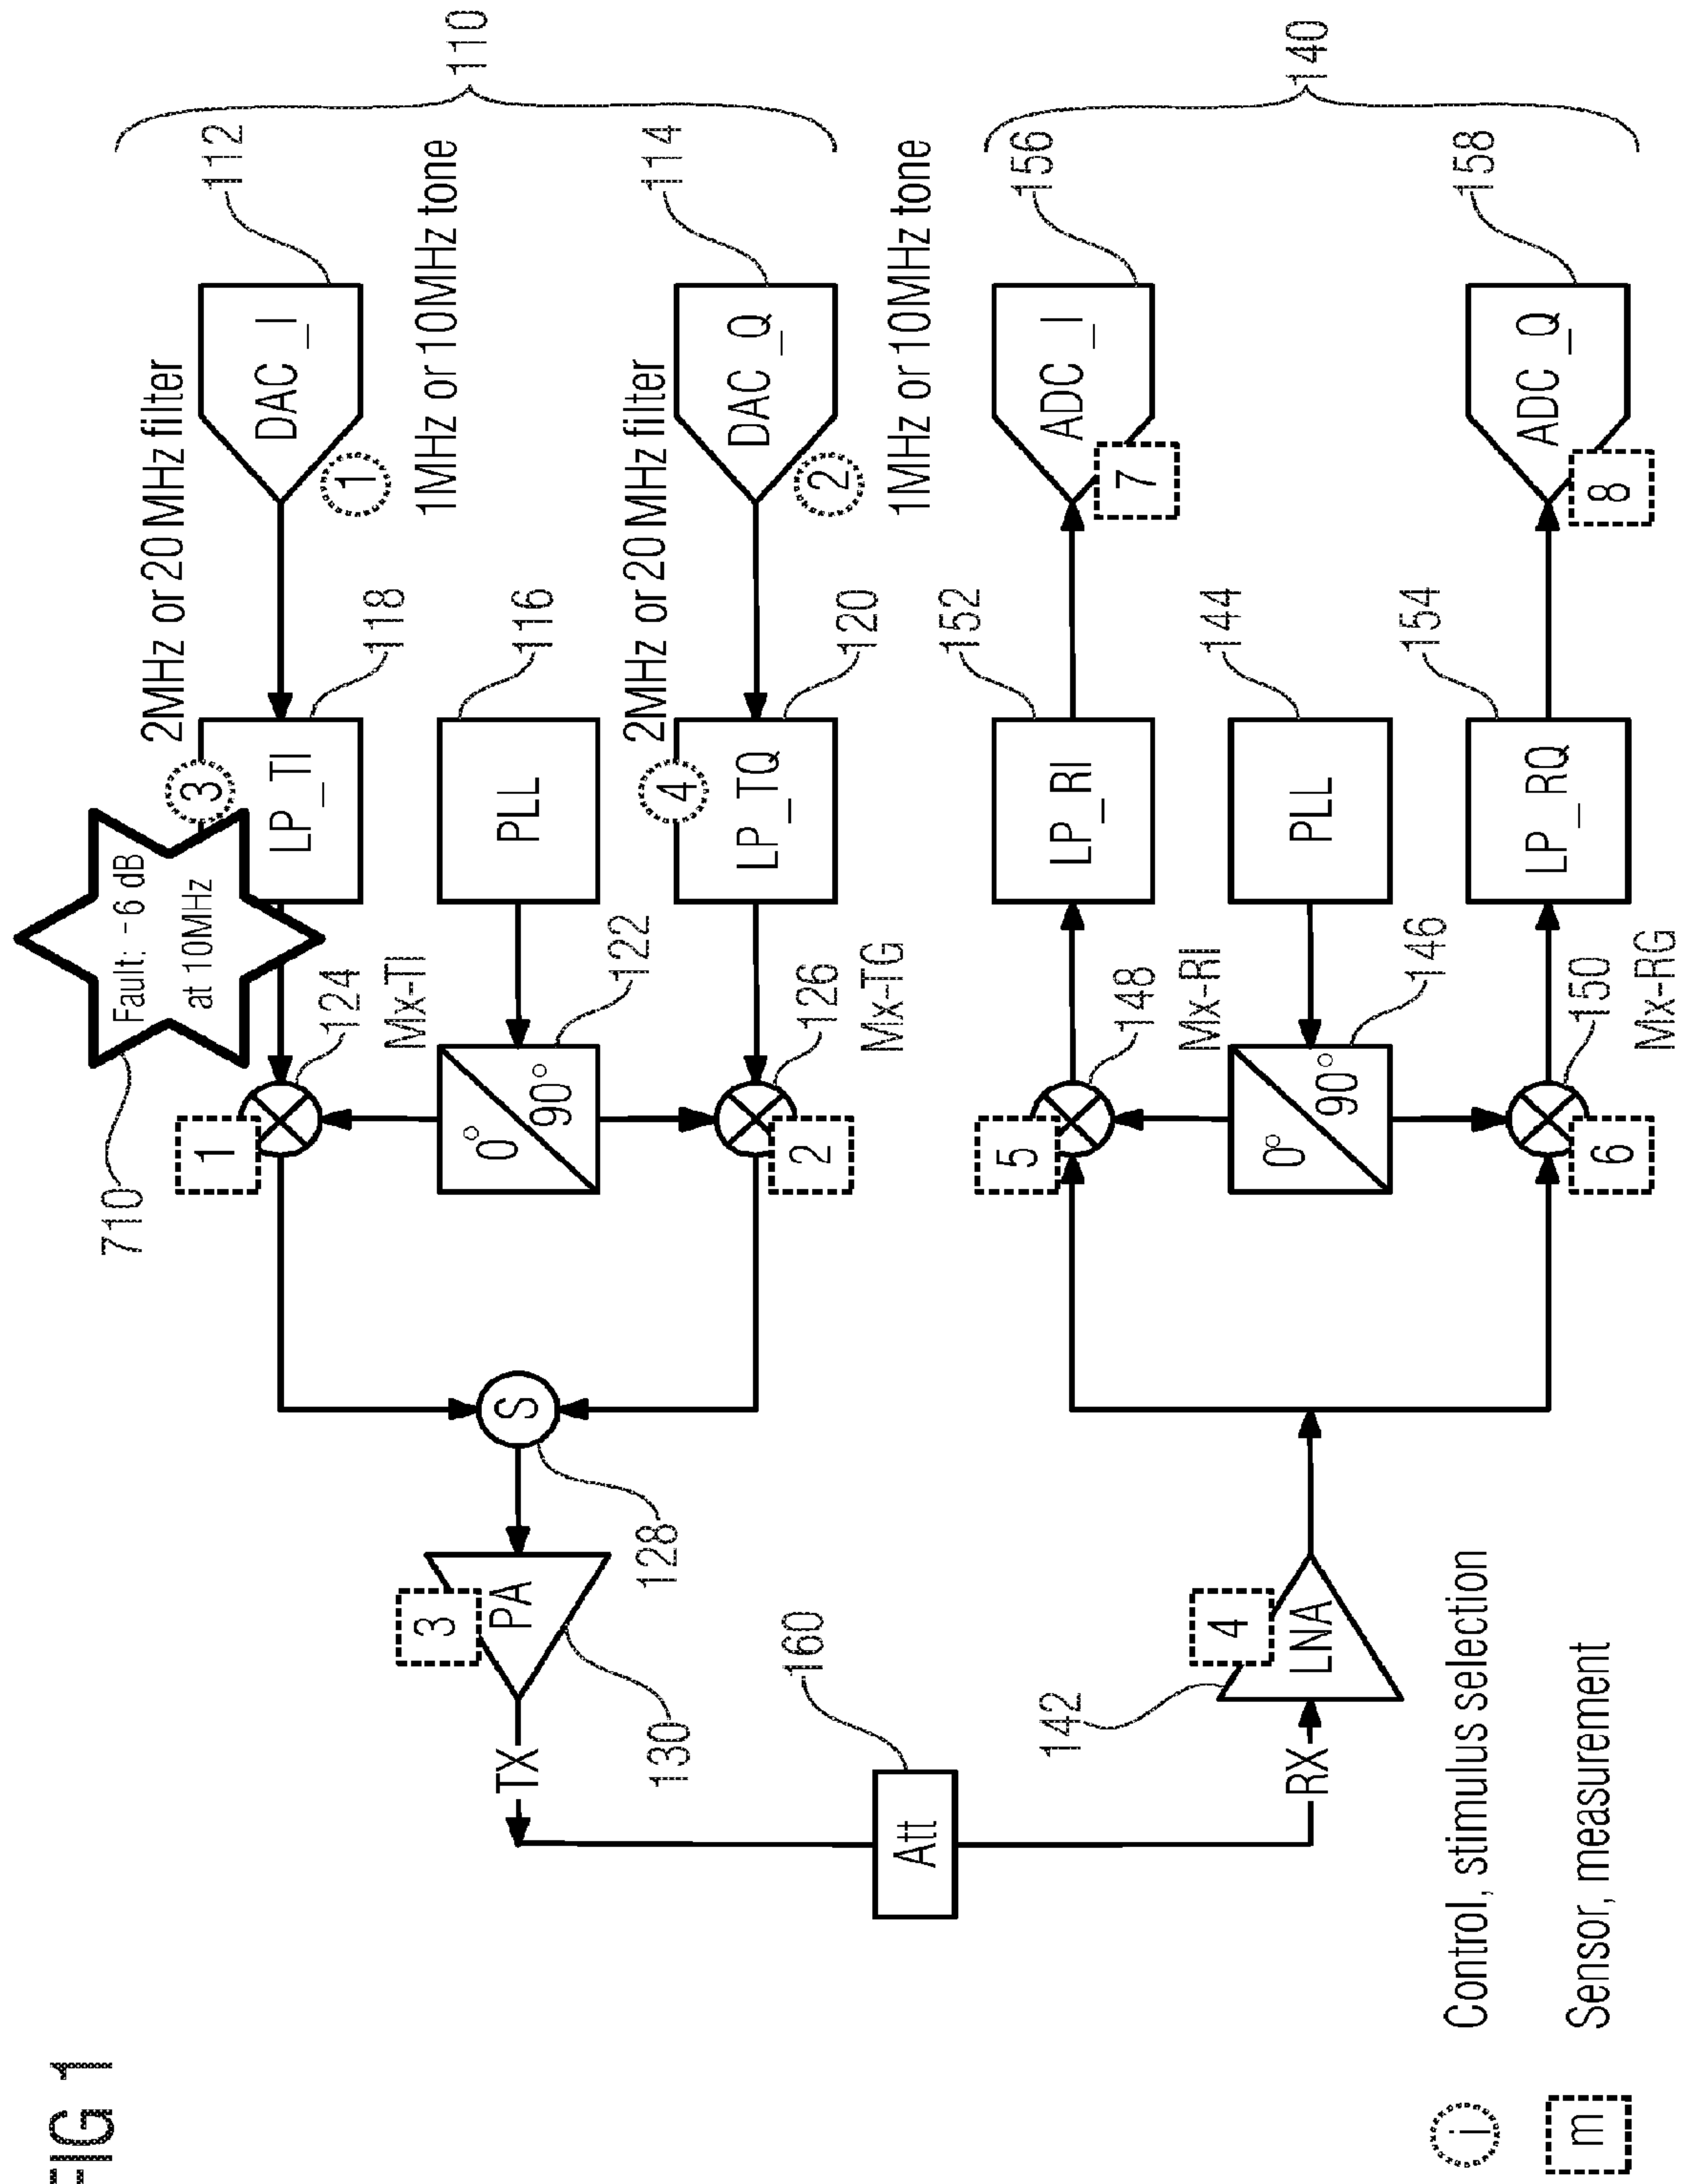 FIG 1
710
Fault: -6 dB
at 10MHz
2MHz or 20 MHz filter
112
110
1
124
3
LP_TI
118
DAC_I
1
1MHz or 10MHz tone
Mx-TI
116
PLL
0°
90°
122
S
128
3
PA
130
TX
2MHz or 20 MHz filter
114
4
LP_TQ
120
DAC_Q
2
1MHz or 10MHz tone
2
126
Mx-TG
160
Att
152
156
140
5
148
LP_RI
ADC_I
7
Mx-RI
144
PLL
0°
90°
146
142
4
LNA
RX
154
158
LP_RQ
ADC_Q
8
6
150
Mx-RG
i
Control, stimulus selection
m
Sensor, measurement